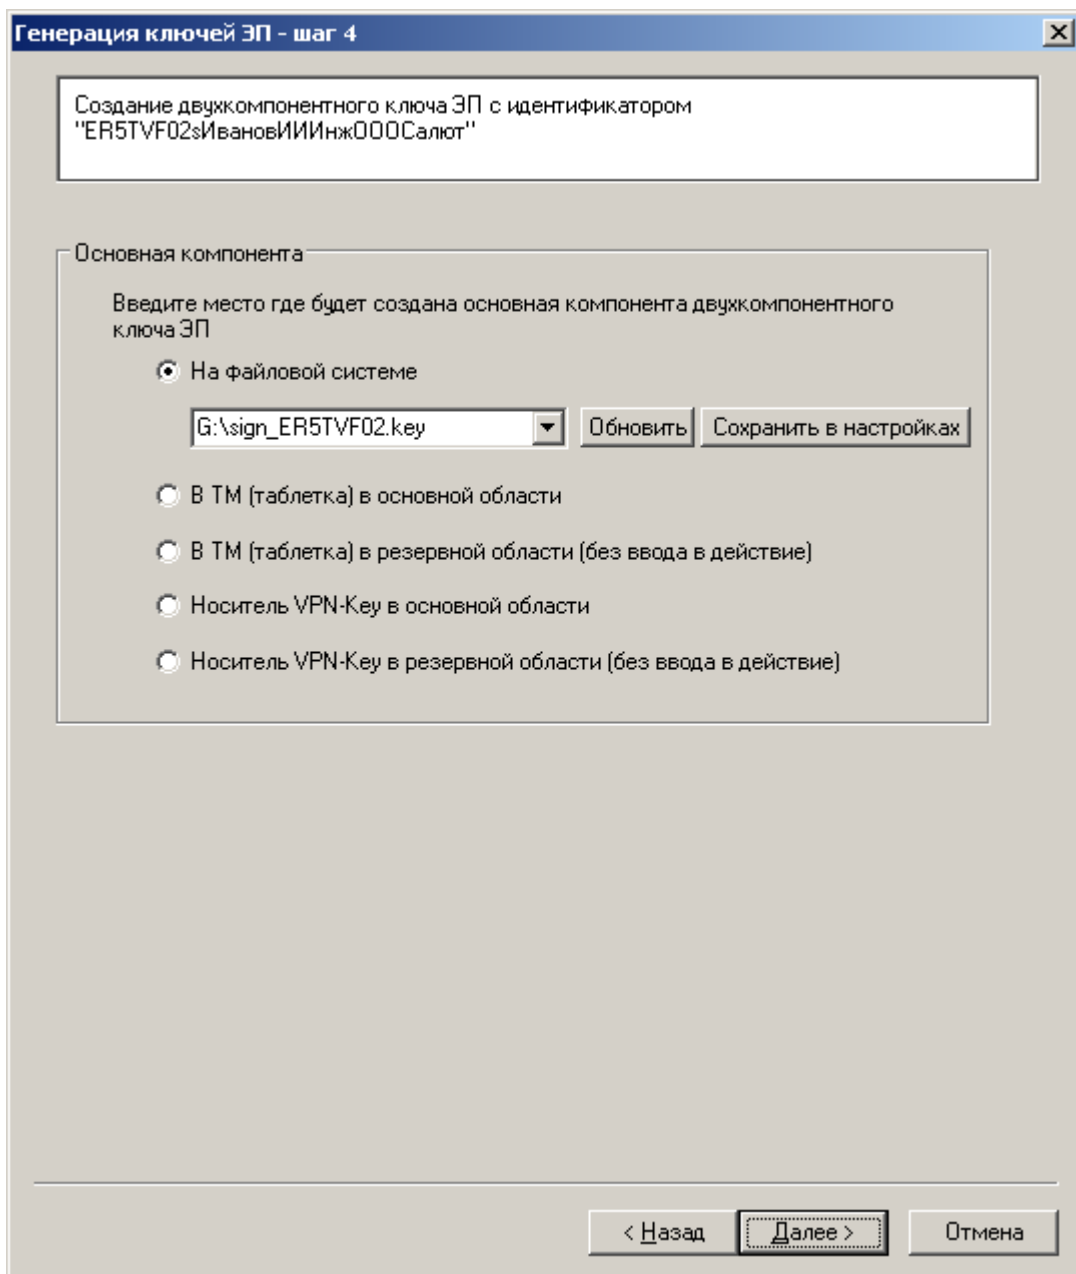 Генерация ключей ЭП - шаг 4
Создание двухкомпонентного ключа ЭП с идентификатором
"ER5TVF02sИвановИИИнжОООСалют"
Основная компонента
Введите место где будет создана основная компонента двухкомпонентного
ключа ЭП
На файловой системе
G:\sign_ER5TVF02.key
Обновить
Сохранить в настройках
В ТМ (таблетка) в основной области
В ТМ (таблетка) в резервной области (без ввода в действие)
Носитель VPN-Key в основной области
Носитель VPN-Key в резервной области (без ввода в действие)
< Назад
Далее >
Отмена